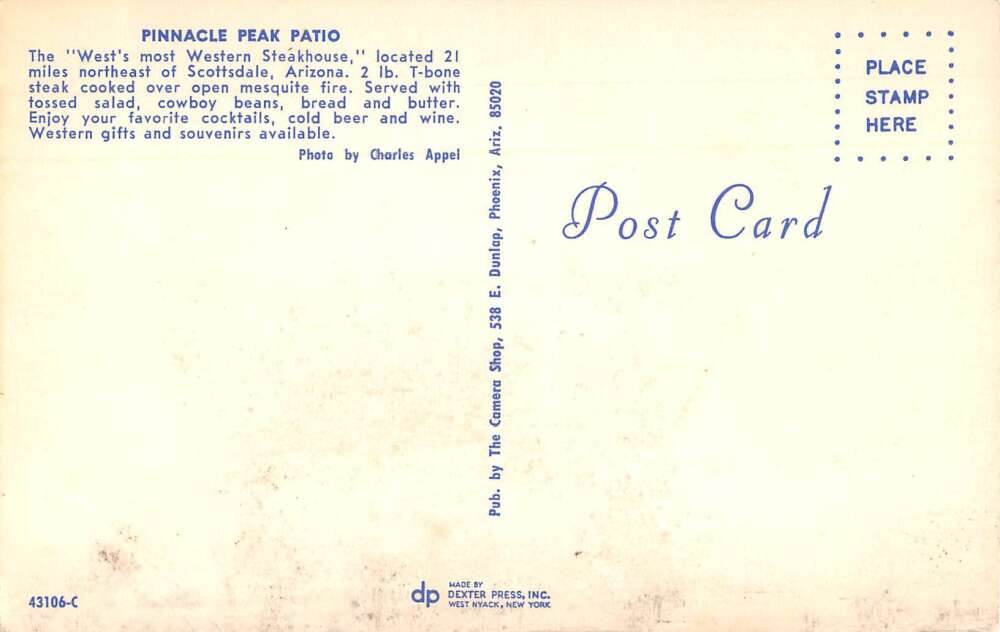 PINNACLE PEAK PATIO
The "West's most Western Steakhouse," located 21
miles northeast of Scottsdale, Arizona. 2 lb. T-bone
steak cooked over open mesquite fire. Served with
tossed salad, cowboy beans, bread and butter.
Enjoy your favorite cocktails, cold beer and wine.
Western gifts and souvenirs available.
Photo by Charles Appel
Pub. by The Camera Shop, 538 E. Dunlap, Phoenix, Ariz. 85020
PLACE
STAMP
HERE
Post Card
43106-C
dp
MADE BY
DEXTER PRESS, INC.
WEST NYACK, NEW YORK